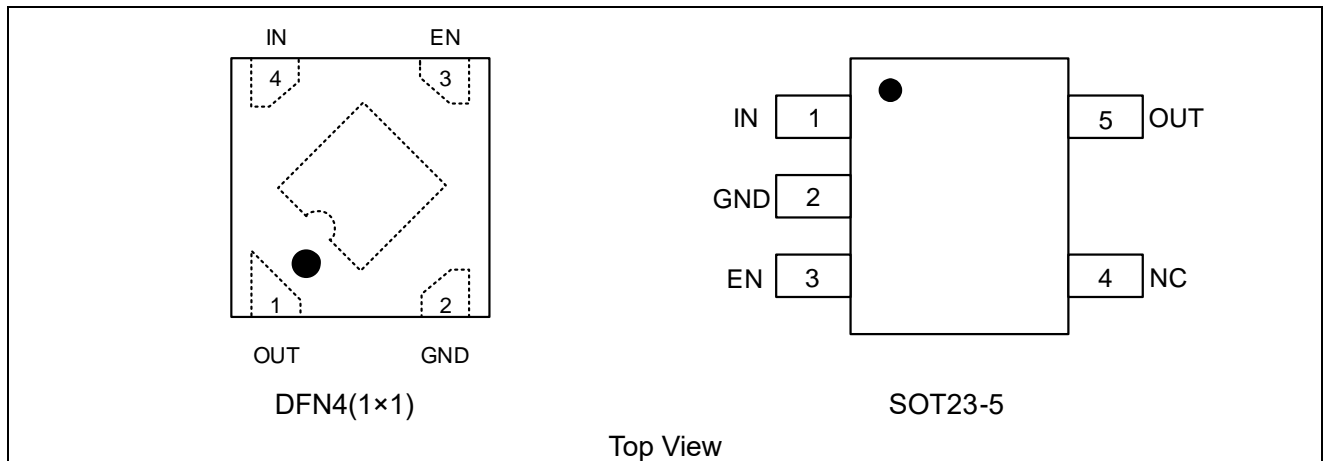 IN EN
4 3
1 2
OUT GND
DFN4(1×1)
IN 1 5 OUT
GND 2
EN 3 4 NC
SOT23-5
Top View